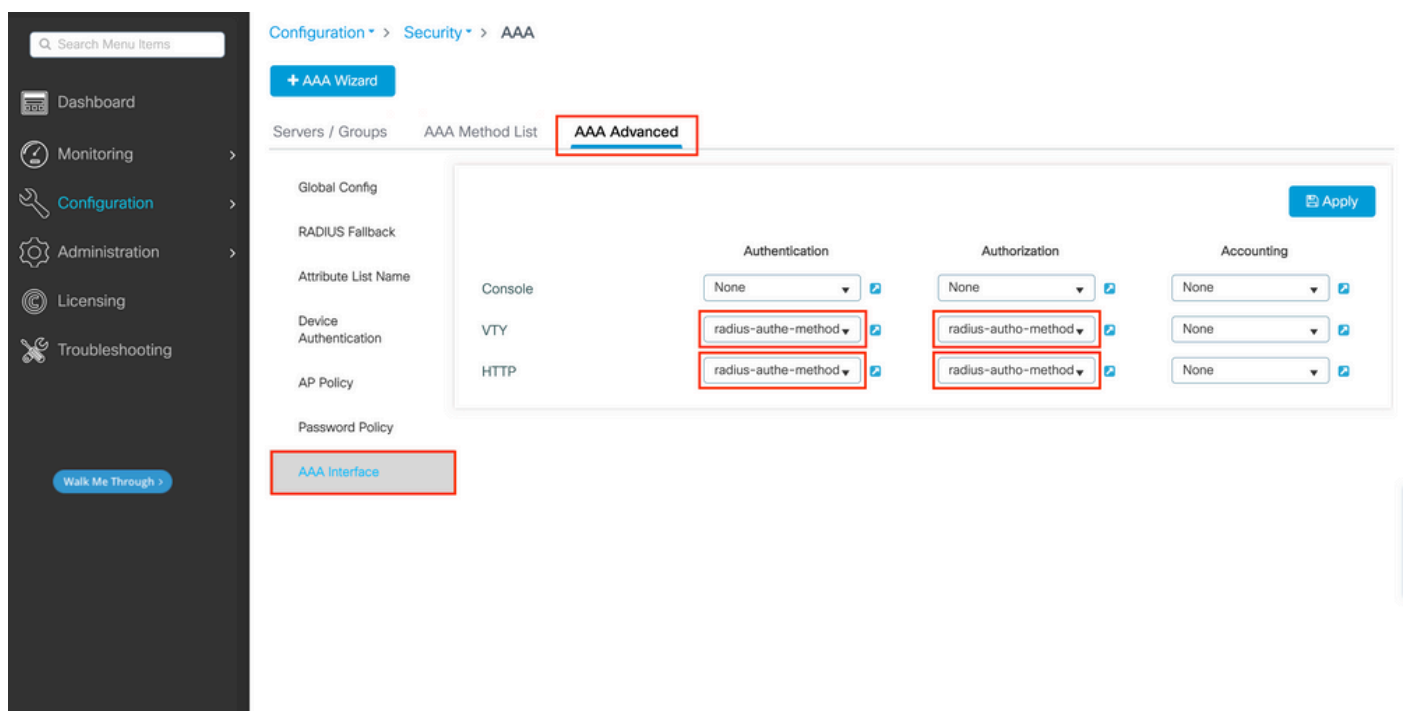 Search Menu Items
Dashboard
Monitoring
Configuration
Administration
Licensing
Troubleshooting
Walk Me Through >
Configuration > Security > AAA
+ AAA Wizard
Servers / Groups AAA Method List AAA Advanced
Global Config
RADIUS Fallback
Attribute List Name
Device
Authentication
AP Policy
Password Policy
AAA Interface
Apply
Authentication Authorization Accounting
Console None None None
VTY radius-authe-method radius-autho-method None
HTTP radius-authe-method radius-autho-method None